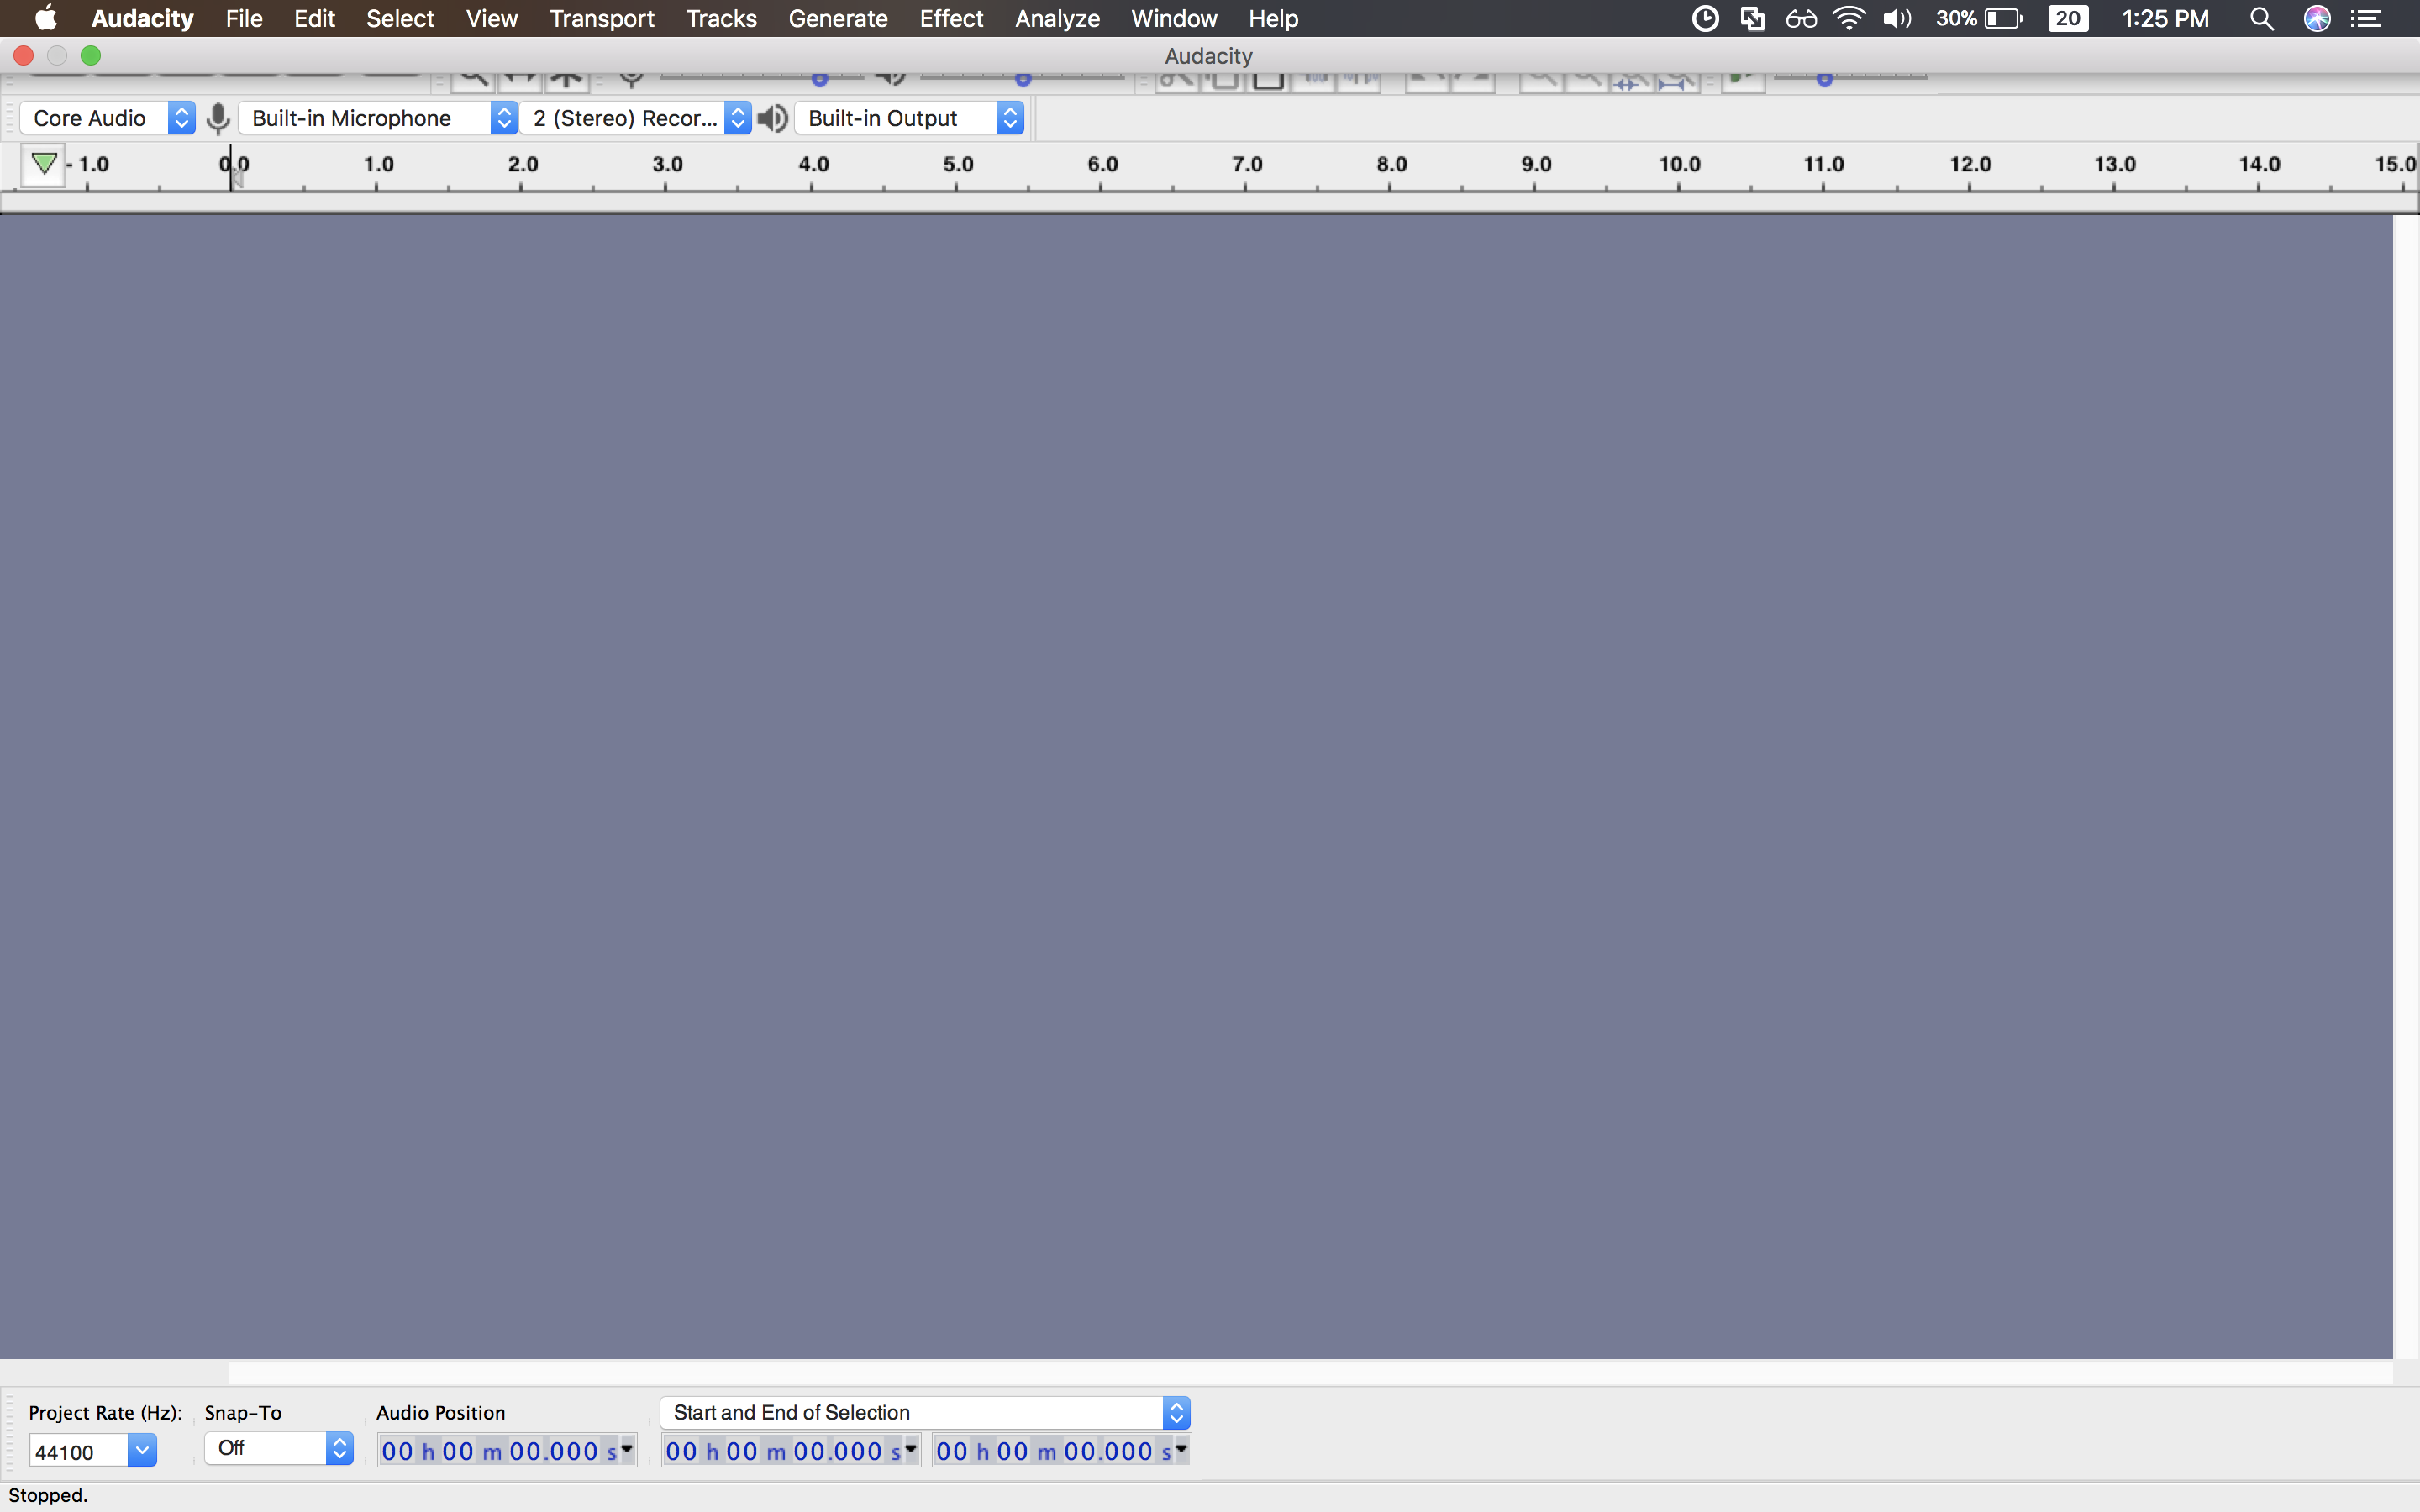 Audacity File Edit Select View Transport Tracks Generate Effect Analyze Window Help 30% 20 1:25 PM
Audacity
Core Audio Built-in Microphone 2 (Stereo) Recor... Built-in Output
- 1.0 0.0 1.0 2.0 3.0 4.0 5.0 6.0 7.0 8.0 9.0 10.0 11.0 12.0 13.0 14.0 15.0
Project Rate (Hz): Snap-To Audio Position Start and End of Selection
44100 Off 00 h 00 m 00.000 s 00 h 00 m 00.000 s 00 h 00 m 00.000 s
Stopped.